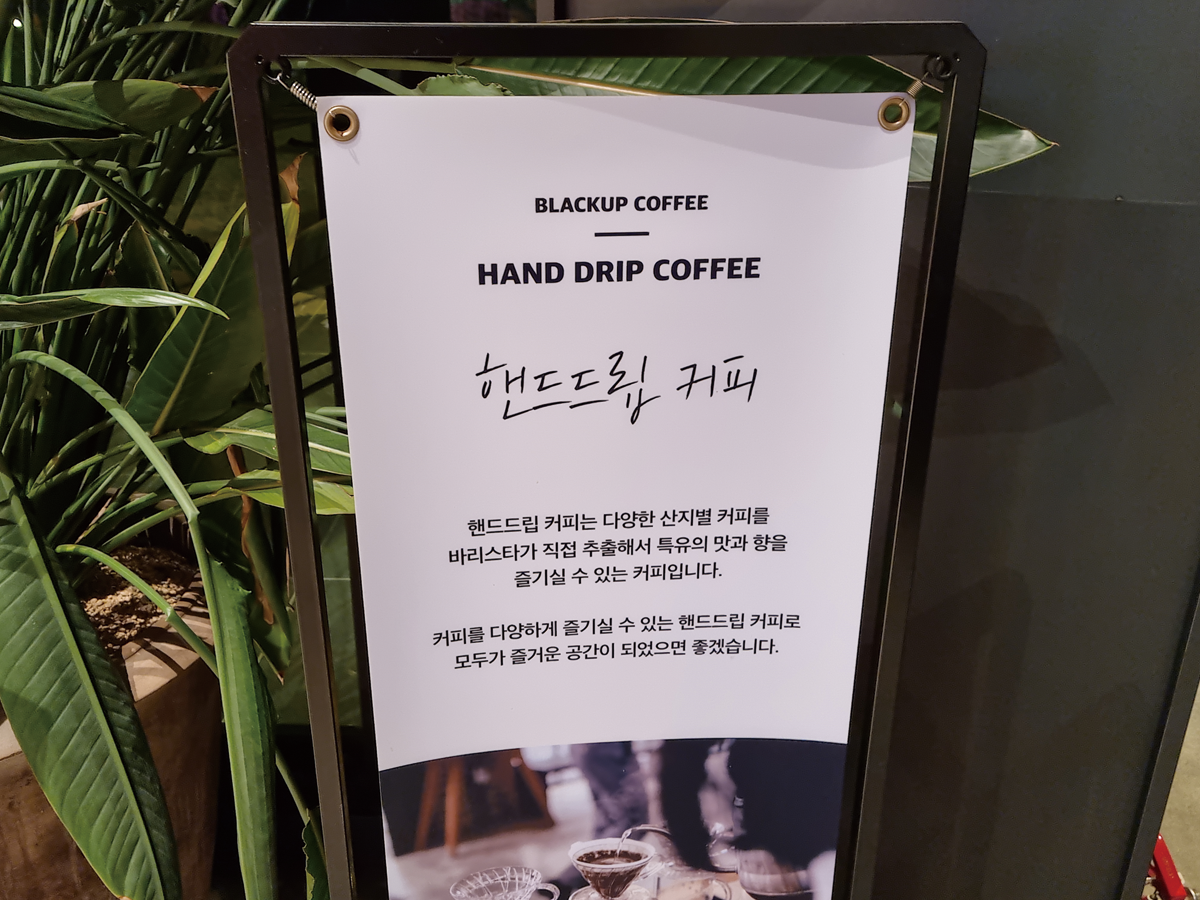 BLACKUP COFFEE
HAND DRIP COFFEE
핸드드립 커피
핸드드립 커피는 다양한 산지별 커피를
바리스타가 직접 추출해서 특유의 맛과 향을
즐기실 수 있는 커피입니다.
커피를 다양하게 즐기실 수 있는 핸드드립 커피로
모두가 즐거운 공간이 되었으면 좋겠습니다.